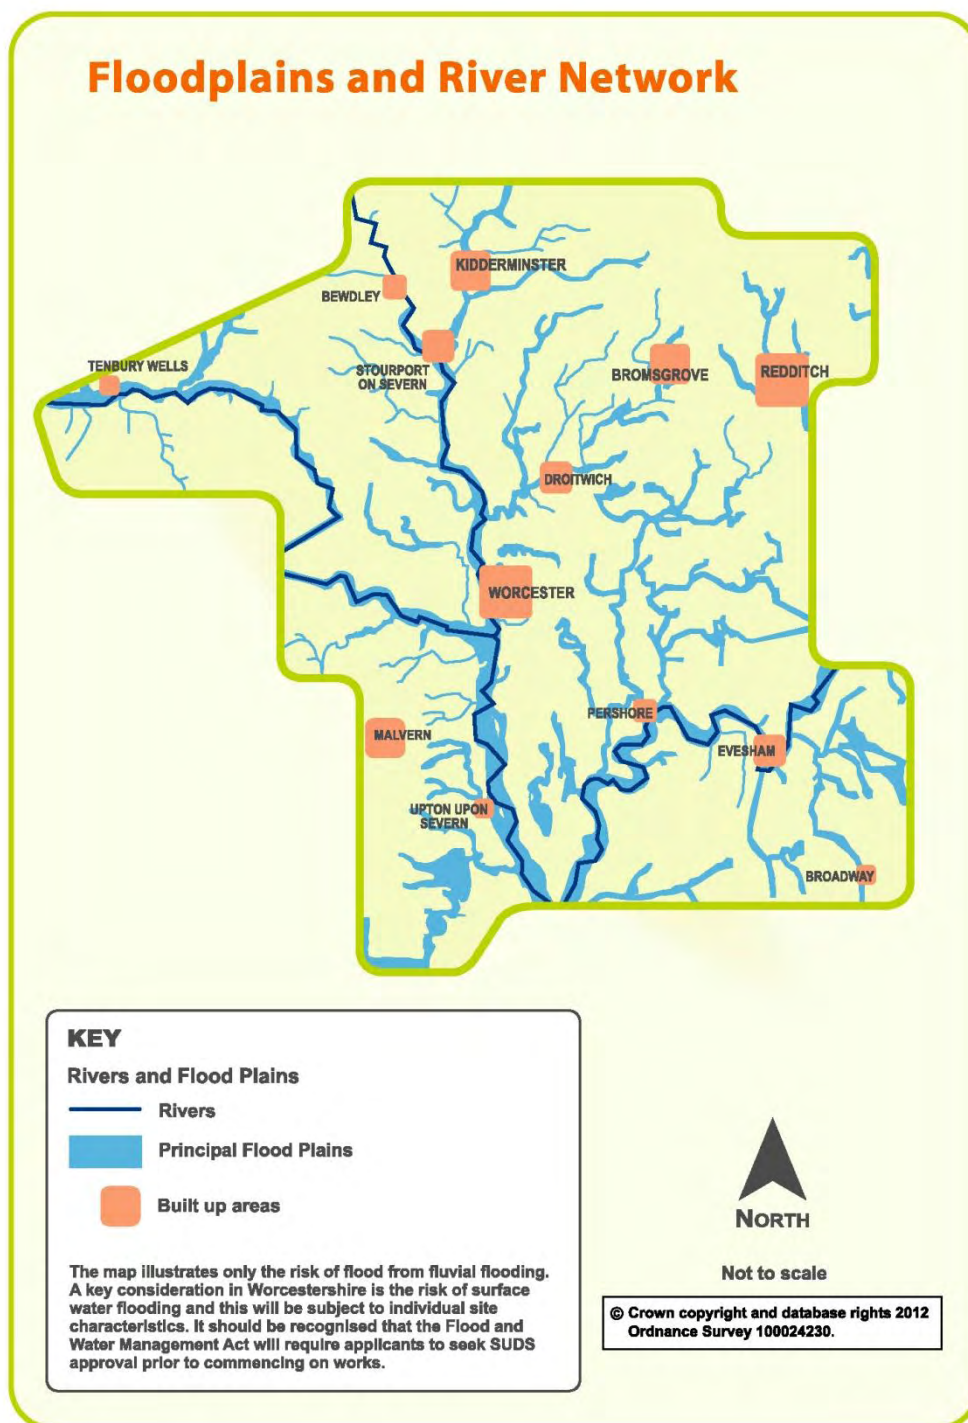 Floodplains and River Network
KIDDERMINSTER
BEWDLEY
TENBURY WELLS
STOURPORT
ON SEVERN
BROMSGROVE
REDDITCH
DROITWICH
WORCESTER
PERSHORE
MALVERN
EVESHAM
UPTON UPON
SEVERN
BROADWAY
KEY
Rivers and Flood Plains
Rivers
Principal Flood Plains
Built up areas
The map illustrates only the risk of flood from fluvial flooding.
A key consideration in Worcestershire is the risk of surface
water flooding and this will be subject to individual site
characteristics. It should be recognised that the Flood and
Water Management Act will require applicants to seek SUDS
approval prior to commencing on works.
NORTH
Not to scale
© Crown copyright and database rights 2012
Ordnance Survey 100024230.